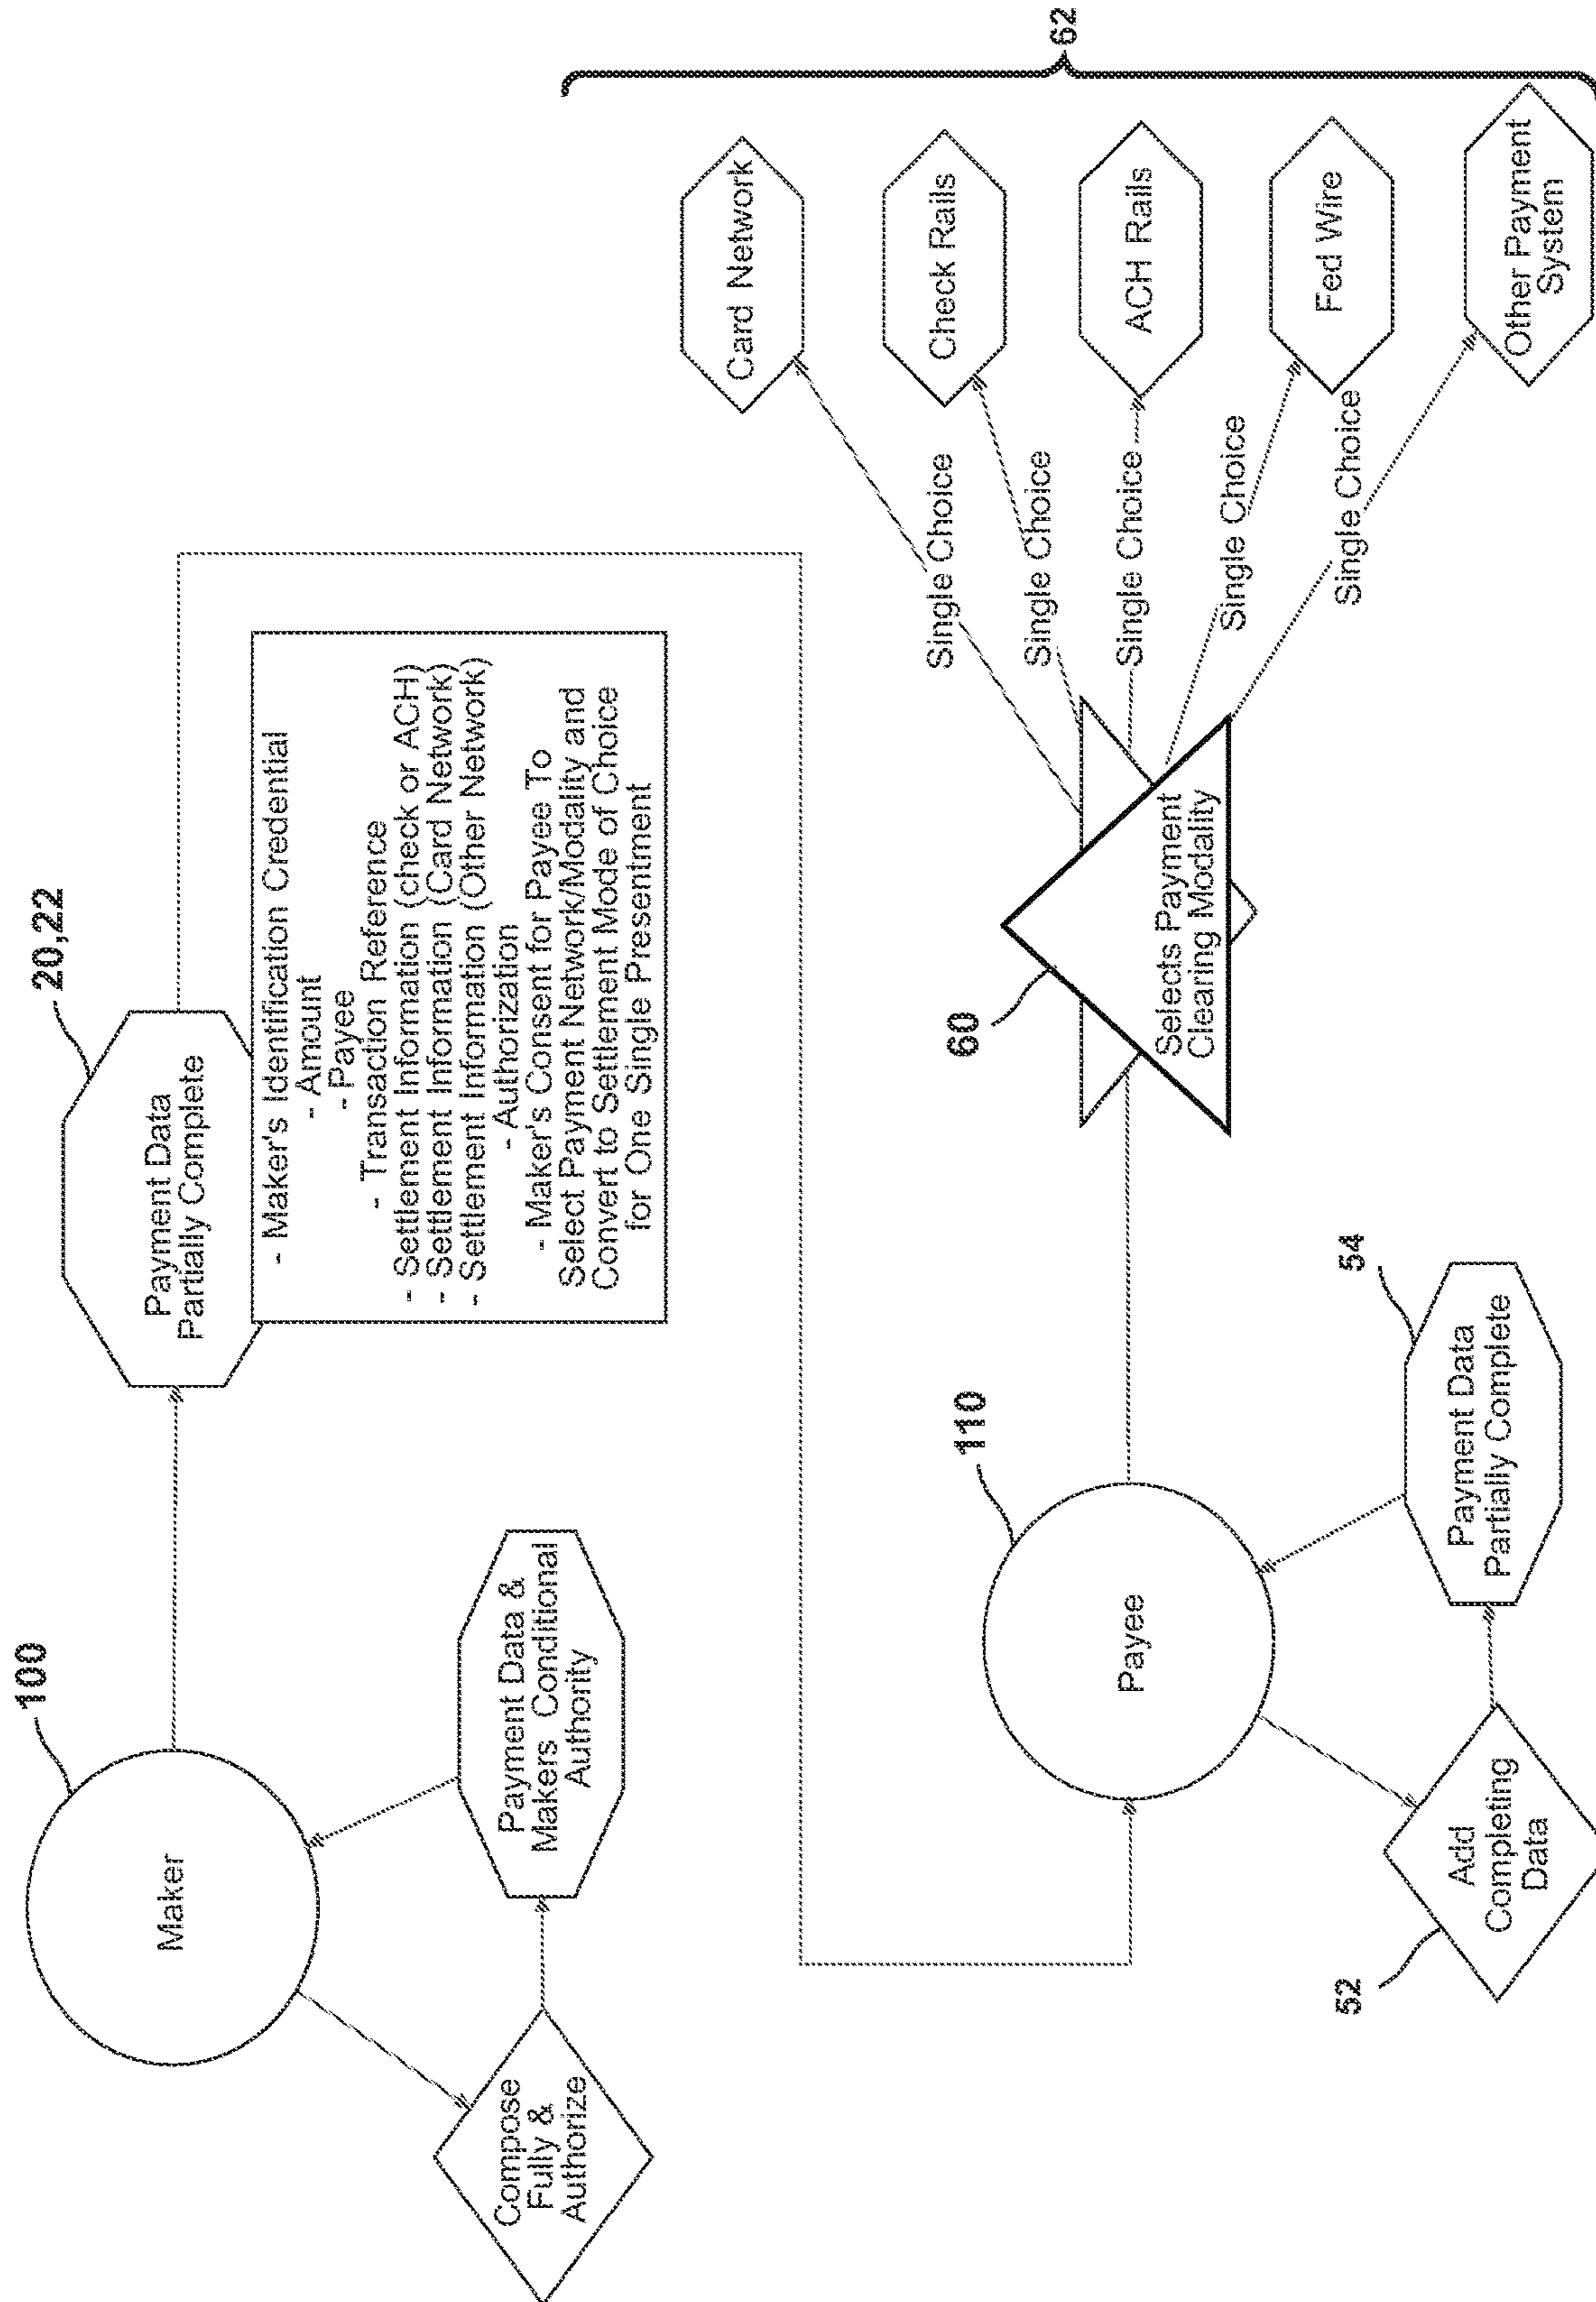 100
Maker
Compose
Fully &
Authorize
Payment Data &
Makers Conditional
Authority
20,22
Payment Data
Partially Complete
- Maker's Identification Credential
- Amount
- Payee
- Transaction Reference
- Settlement Information (check or ACH)
- Settlement Information (Card Network)
- Settlement Information (Other Network)
- Authorization
- Maker's Consent for Payee To
Select Payment Network/Modality and
Convert to Settlement Mode of Choice
for One Single Presentment
110
Payee
52
Add
Completing
Data
54
Payment Data
Partially Complete
60
Selects Payment
Clearing Modality
Single Choice
Single Choice
Single Choice
Single Choice
Single Choice
Card Network
Check Rails
ACH Rails
Fed Wire
Other Payment
System
62